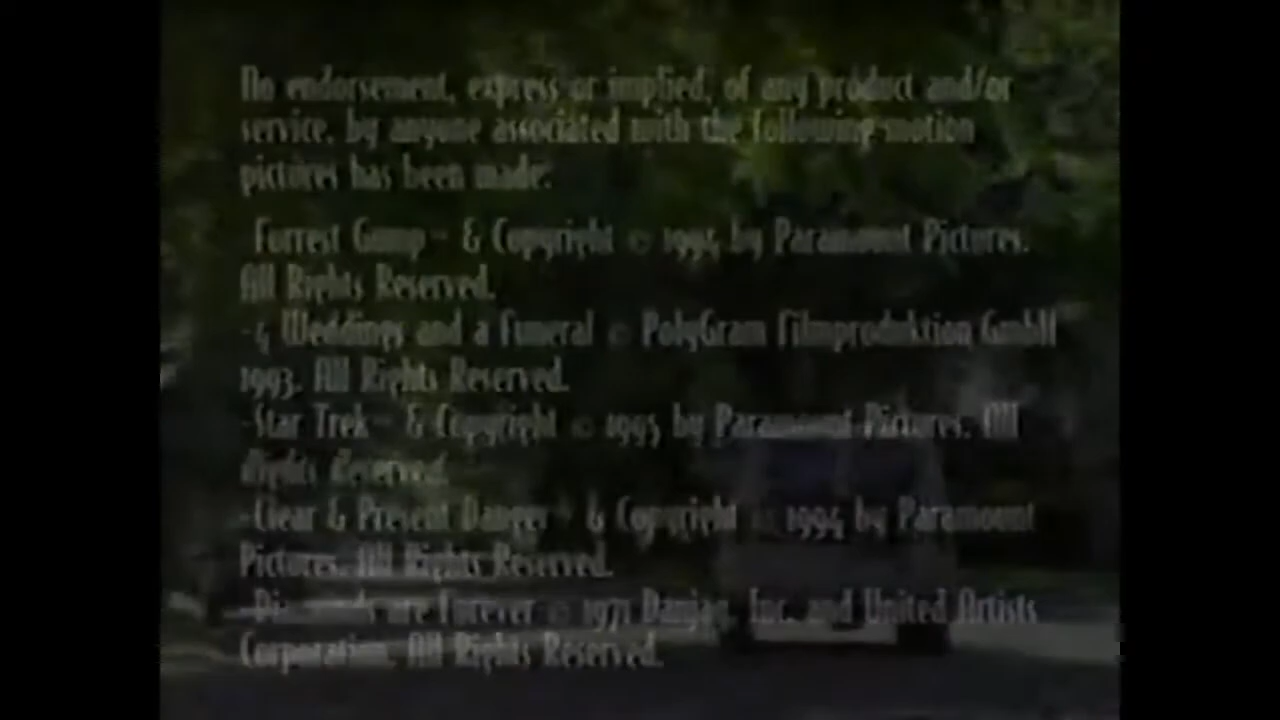 No endorsement, express or implied, of any product and/or
service, by anyone associated with the following motion
pictures has been made:
Forrest Gump ™ & Copyright © 1994 by Paramount Pictures.
All Rights Reserved.
-4 Weddings and a Funeral © PolyGram Filmproduktion GmbH
1993. All Rights Reserved.
-Star Trek ™ & Copyright © 1995 by Paramount Pictures. All
Rights Reserved.
-Clear & Present Danger ™ & Copyright © 1994 by Paramount
Pictures. All Rights Reserved.
-Diamonds are Forever © 1971 Danjaq, Inc. and United Artists
Corporation. All Rights Reserved.